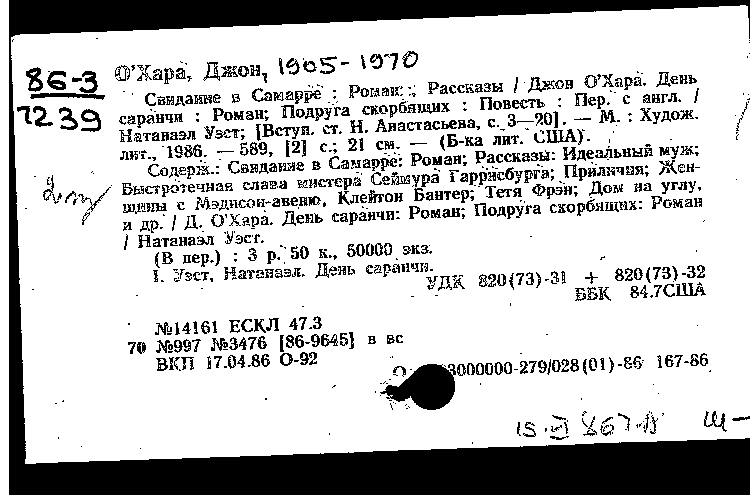 86-3
7239
О'Хара, Джон, 1905-1970
Свидание в Самарре : Роман; Рассказы / Джон О'Хара. День
саранчи : Роман; Подруга скорбящих : Повесть : Пер. с англ. /
Натанаэл Уэст; [Вступ. ст. Н. Анастасьева, с. 3—20]. — М. : Худож.
лит., 1986. — 589, [2] с.; 21 см. — (Б-ка лит. США).
Содерж.: Свидание в Самарре: Роман; Рассказы: Идеальный муж;
Быстротечная слава мистера Сеймура Гаррисбурга; Приличия; Жен-
щины с Мэдисон-авеню, Клейтон Бантер; Тетя Фрэн; Дом на углу,
и др. / Д. О'Хара. День саранчи: Роман; Подруга скорбящих: Роман
/ Натанаэл Уэст.
(В пер.) : 3 р. 50 к., 50000 экз.
I. Уэст, Натанаэл. День саранчи.
УДК 820(73)-31 + 820(73)-32
ББК 84.7США
№14161 ЕСКЛ 47.3
70 №997 №3476 [86-9645] в вс
ВКП 17.04.86 О-92
3000000-279/028(01)-86 167-86